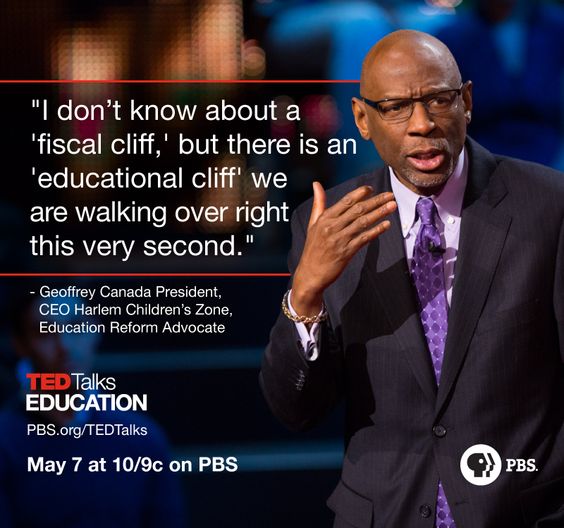 "I don’t know about a
'fiscal cliff,' but there is an
'educational cliff' we
are walking over right
this very second."
- Geoffrey Canada President,
CEO Harlem Children’s Zone,
Education Reform Advocate
TEDTalks
EDUCATION
PBS.org/TEDTalks
May 7 at 10/9c on PBS
PBS.